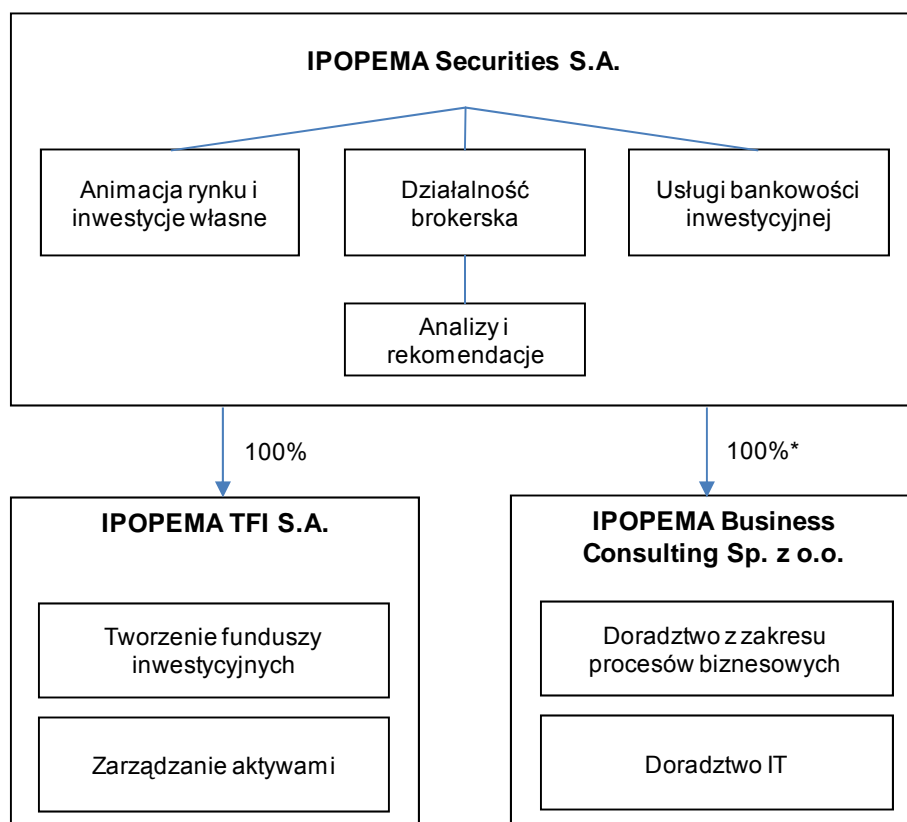 IPOPEMA Securities S.A.
Animacja rynku i
inwestycje własne
Działalność
brokerska
Usługi bankowości
inwestycyjnej
Analizy i
rekomendacje
100%
100%*
IPOPEMA TFI S.A.
Tworzenie funduszy
inwestycyjnych
Zarządzanie aktywami
IPOPEMA Business
Consulting Sp. z o.o.
Doradztwo z zakresu
procesów biznesowych
Doradztwo IT